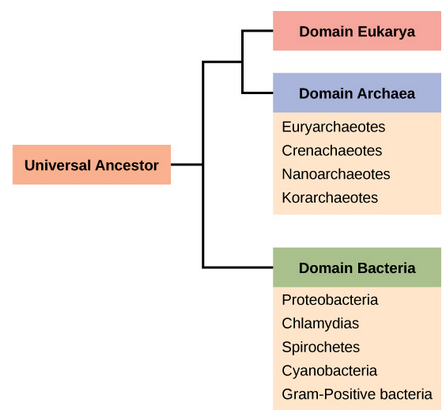 Domain Eukarya
Domain Archaea
Euryarchaeotes
Crenachaeotes
Nanoarchaeotes
Korarchaeotes
Universal Ancestor
Domain Bacteria
Proteobacteria
Chlamydias
Spirochetes
Cyanobacteria
Gram-Positive bacteria